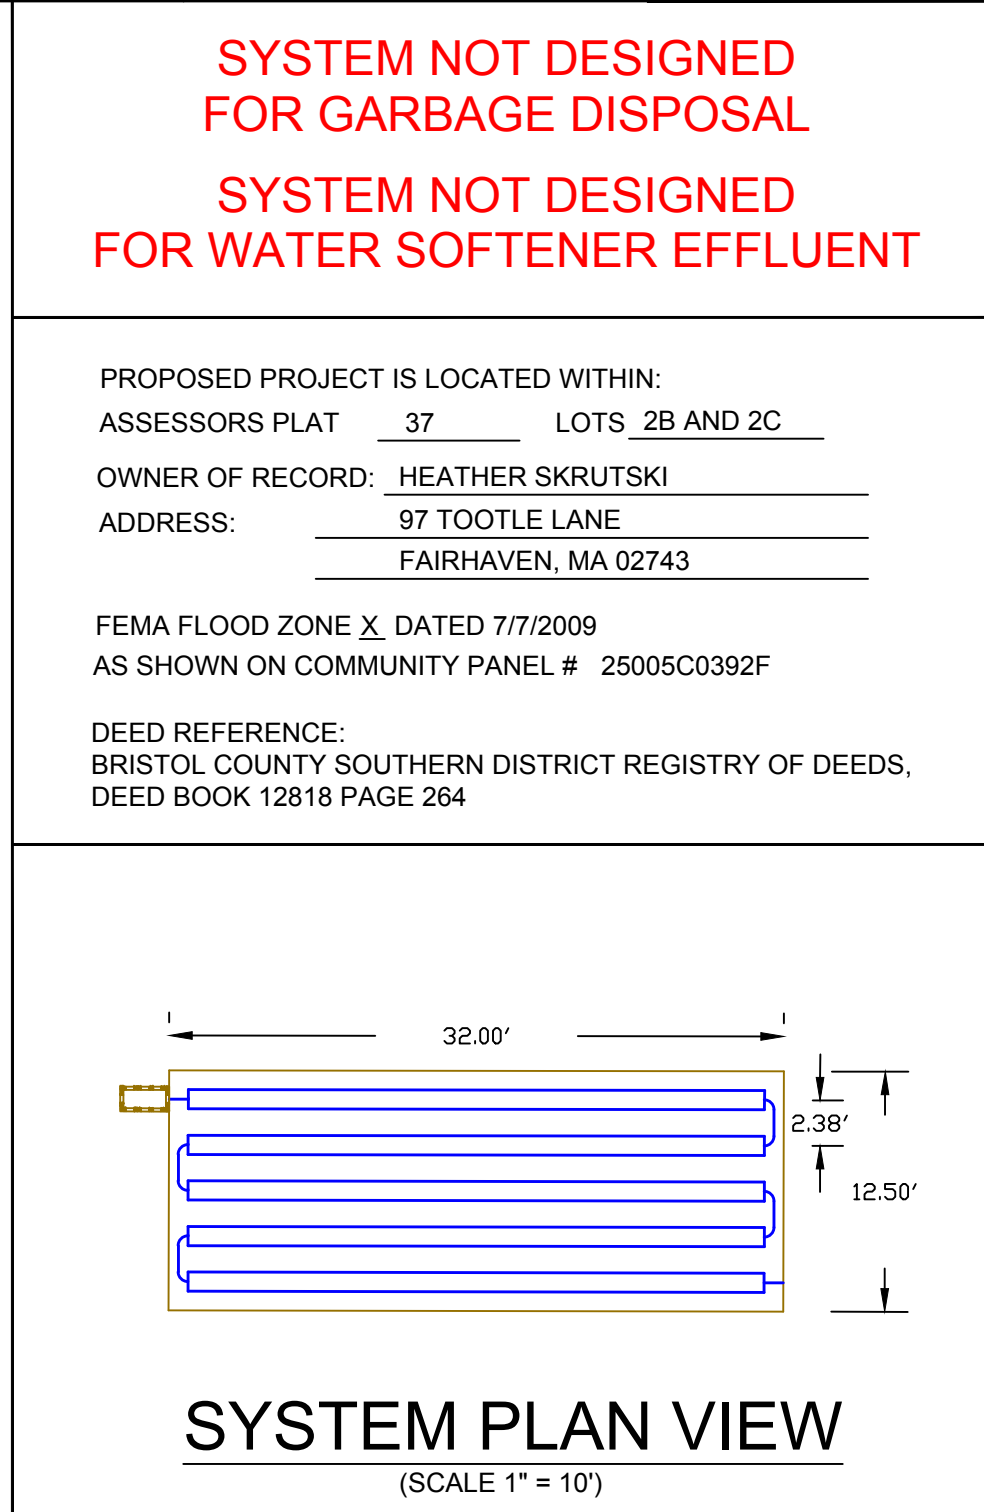 SYSTEM NOT DESIGNED
FOR GARBAGE DISPOSAL
SYSTEM NOT DESIGNED
FOR WATER SOFTENER EFFLUENT
PROPOSED PROJECT IS LOCATED WITHIN:
ASSESSORS PLAT 37 LOTS 2B AND 2C
OWNER OF RECORD: HEATHER SKRUTSKI
ADDRESS: 97 TOOTLE LANE
FAIRHAVEN, MA 02743
FEMA FLOOD ZONE X DATED 7/7/2009
AS SHOWN ON COMMUNITY PANEL # 25005C0392F
DEED REFERENCE:
BRISTOL COUNTY SOUTHERN DISTRICT REGISTRY OF DEEDS,
DEED BOOK 12818 PAGE 264
32.00'
2.38'
12.50'
SYSTEM PLAN VIEW
(SCALE 1" = 10')